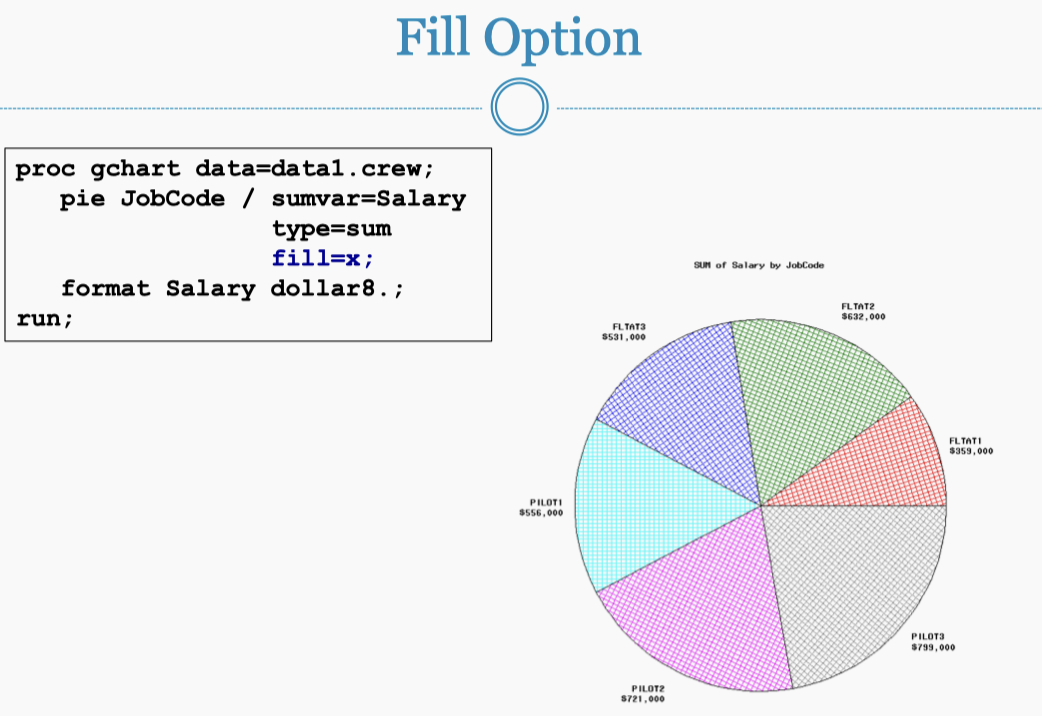 Fill Option
proc gchart data=data1.crew;
pie JobCode / sumvar=Salary
type=sum
fill=x;
format Salary dollar8.;
run;
SUM of Salary by JobCode
FLTAT2
$632,000
FLTAT3
$531,000
FLTAT1
$359,000
PILOT1
$556,000
PILOT3
$799,000
PILOT2
$721,000